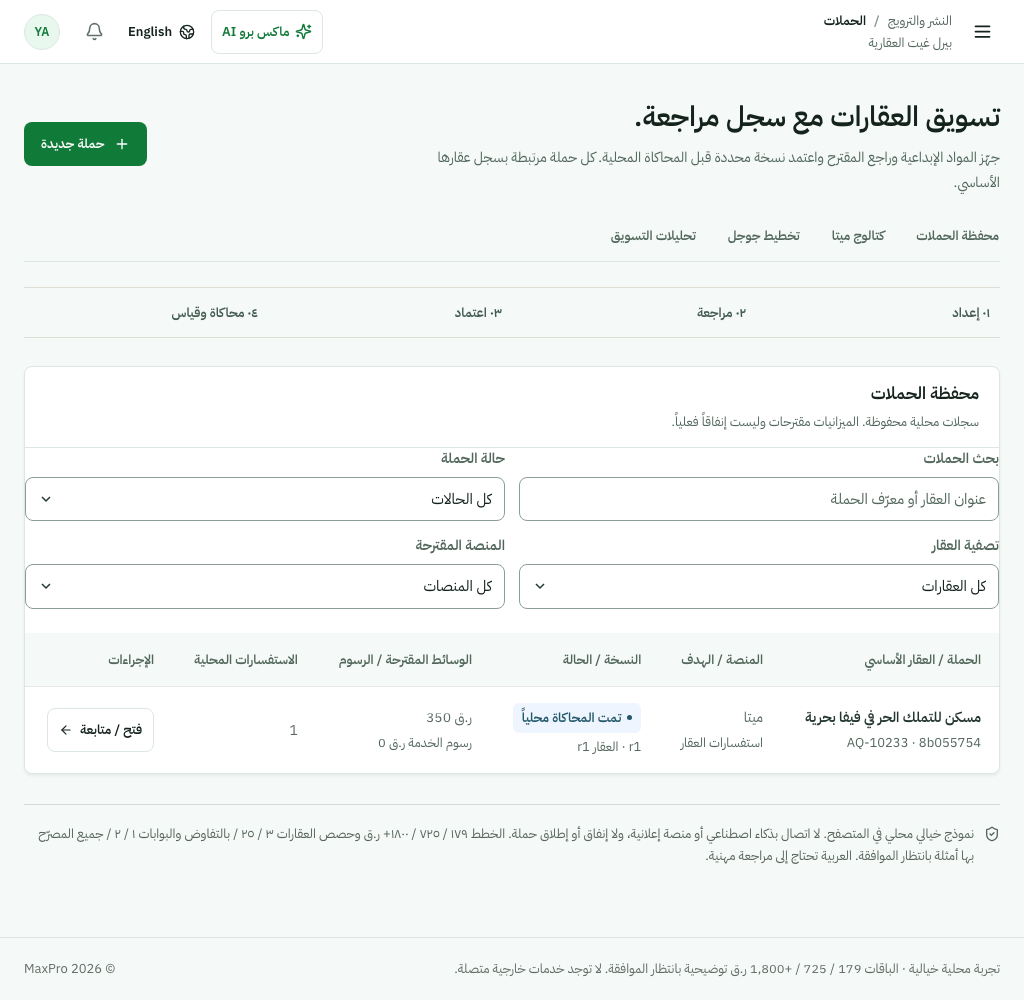 النشر والترويج / الحملات
بيرل غيت العقارية
ماكس برو AI
English
YA
تسويق العقارات مع سجل مراجعة.
جهّز المواد الإبداعية وراجع المقترح واعتمد نسخة محددة قبل المحاكاة المحلية. كل حملة مرتبطة بسجل عقارها
الأساسي.
حملة جديدة
محفظة الحملات
كتالوج ميتا
تخطيط جوجل
تحليلات التسويق
٠١ إعداد
٠٢ مراجعة
٠٣ اعتماد
٠٤ محاكاة وقياس
محفظة الحملات
سجلات محلية محفوظة. الميزانيات مقترحات وليست إنفاقاً فعلياً.
بحث الحملات
حالة الحملة
عنوان العقار أو معرّف الحملة
كل الحالات
تصفية العقار
المنصة المقترحة
كل العقارات
كل المنصات
الحملة / العقار الأساسي
المنصة / الهدف
النسخة / الحالة
الوسائط المقترحة / الرسوم
الاستفسارات المحلية
الإجراءات
مسكن للتملك الحر في فيفا بحرية
AQ-10233 · 8b055754
ميتا
استفسارات العقار
تمت المحاكاة محلياً
r1 · العقار r1
ر.ق 350
رسوم الخدمة ر.ق 0
1
فتح / متابعة
نموذج خيالي محلي في المتصفح. لا اتصال بذكاء اصطناعي أو منصة إعلانية، ولا إنفاق أو إطلاق حملة. الخطط ١٧٩ / ٧٢٥ / ١٨٠٠+ ر.ق وحصص العقارات ٣ / ٢٥ / بالتفاوض والبوابات ١ / ٢ / جميع المصرّح
بها أمثلة بانتظار الموافقة. العربية تحتاج إلى مراجعة مهنية.
تجربة محلية خيالية · الباقات 179 / 725 / +1,800 ر.ق توضيحية بانتظار الموافقة. لا توجد خدمات خارجية متصلة.
© 2026 MaxPro